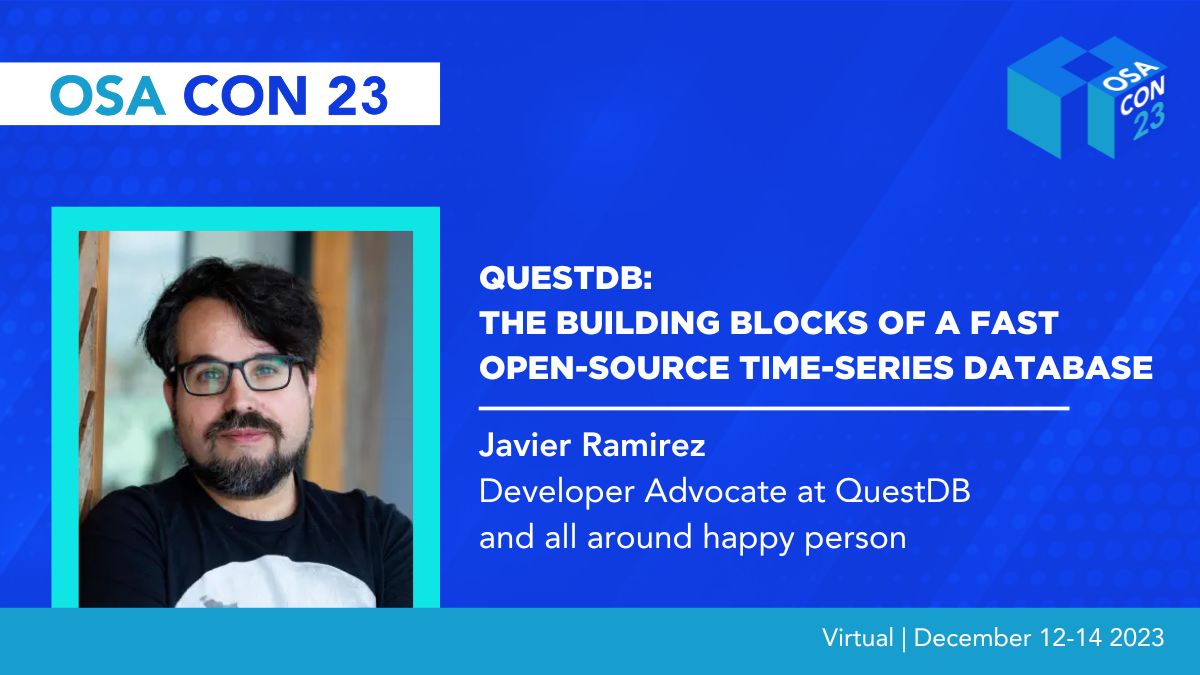 OSA CON 23
OSA
CON
23
QUESTDB:
THE BUILDING BLOCKS OF A FAST
OPEN-SOURCE TIME-SERIES DATABASE
Javier Ramirez
Developer Advocate at QuestDB
and all around happy person
Virtual | December 12-14 2023